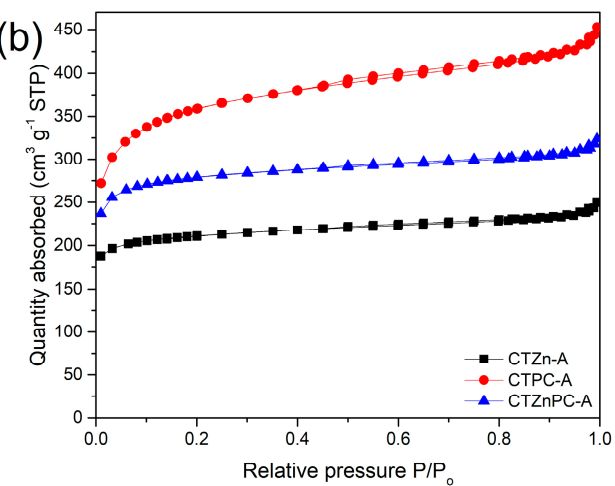 (b)
Quantity absorbed (cm³ g⁻¹ STP)
450
400
350
300
250
200
150
100
50
0
0.0 0.2 0.4 0.6 0.8 1.0
CTZn-A
CTPC-A
CTZnPC-A
Relative pressure P/Pₒ